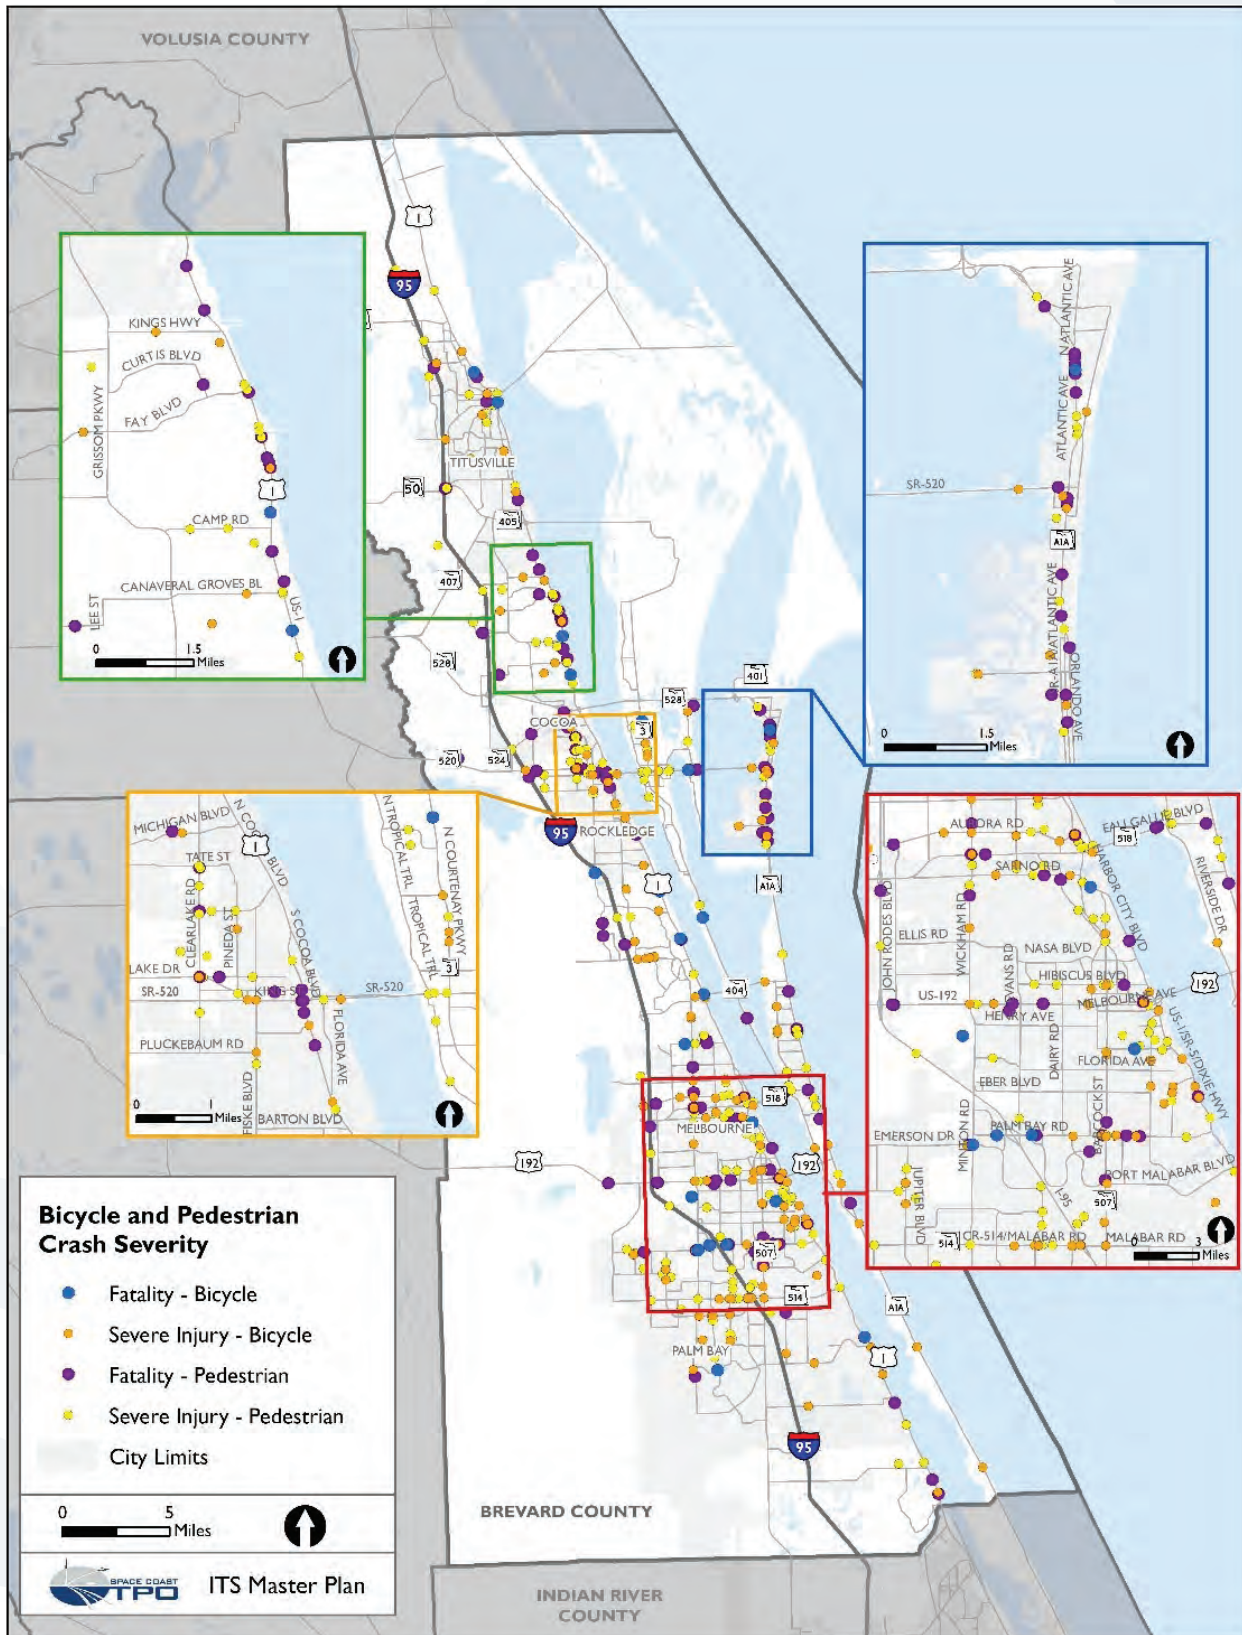 VOLUSIA COUNTY
1
95
KINGS HWY
CURTIS BLVD
FAY BLVD
GRISSOM PKWY
1
CAMP RD
CANAVERAL GROVES BL
LEE ST
US-1
0
1.5
Miles
TITUSVILLE
50
405
407
528
N ATLANTIC AVE
ATLANTIC AVE
SR-520
A1A
SR-A1A/ATLANTIC AVE
ORLANDO AVE
0
1.5
Miles
401
528
COCOA
3
520
524
95
ROCKLEDGE
1
A1A
404
MICHIGAN BLVD
1
TATE ST
CLEARLAKE RD
PINEDA ST
S COCOA BLVD
N TROPICAL TRL
TROPICAL TRL
N COURTENAY PKWY
3
LAKE DR
SR-520
SR-520
PLUCKEBAUM RD
FLORIDA AVE
FISKE BLVD
BARTON BLVD
0
1
Miles
AURORA RD
EAU GALLIE BLVD
518
SARNO RD
HARBOR CITY BLVD
RIVERSIDE DR
JOHN RODES BLVD
ELLIS RD
WICKHAM RD
NASA BLVD
EVANS RD
HIBISCUS BLVD
192
US-192
MELBOURNE AVE
HENRY AVE
DAIRY RD
FLORIDA AVE
US-1/SR-5/DIXIE HWY
EBER BLVD
BABCOCK ST
EMERSON DR
MINTON RD
PALM BAY RD
PORT MALABAR BLVD
JUPITER BLVD
I-95
507
514
CR-514/MALABAR RD
MALABAR RD
0
3
Miles
518
MELBOURNE
192
192
507
514
A1A
PALM BAY
1
95
BREVARD COUNTY
INDIAN RIVER
COUNTY
Bicycle and Pedestrian
Crash Severity
Fatality - Bicycle
Severe Injury - Bicycle
Fatality - Pedestrian
Severe Injury - Pedestrian
City Limits
0
5
Miles
SPACE COAST
TPO
ITS Master Plan